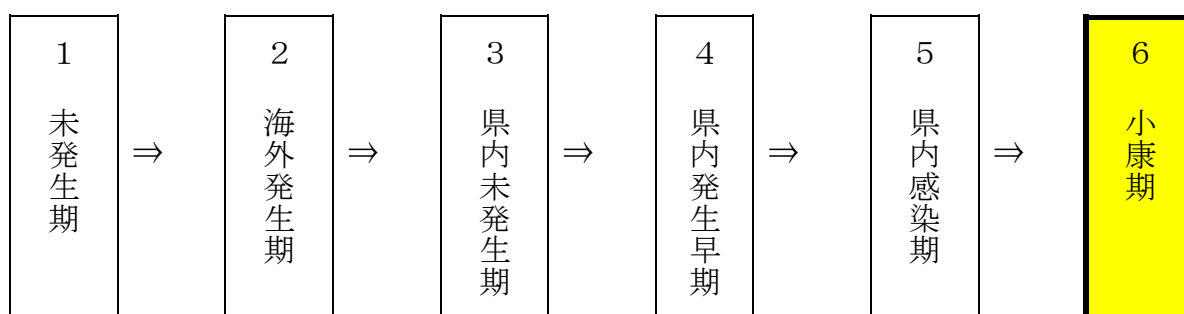 1 未発生期
⇒
2 海外発生期
⇒
3 県内未発生期
⇒
4 県内発生早期
⇒
5 県内感染期
⇒
6 小康期